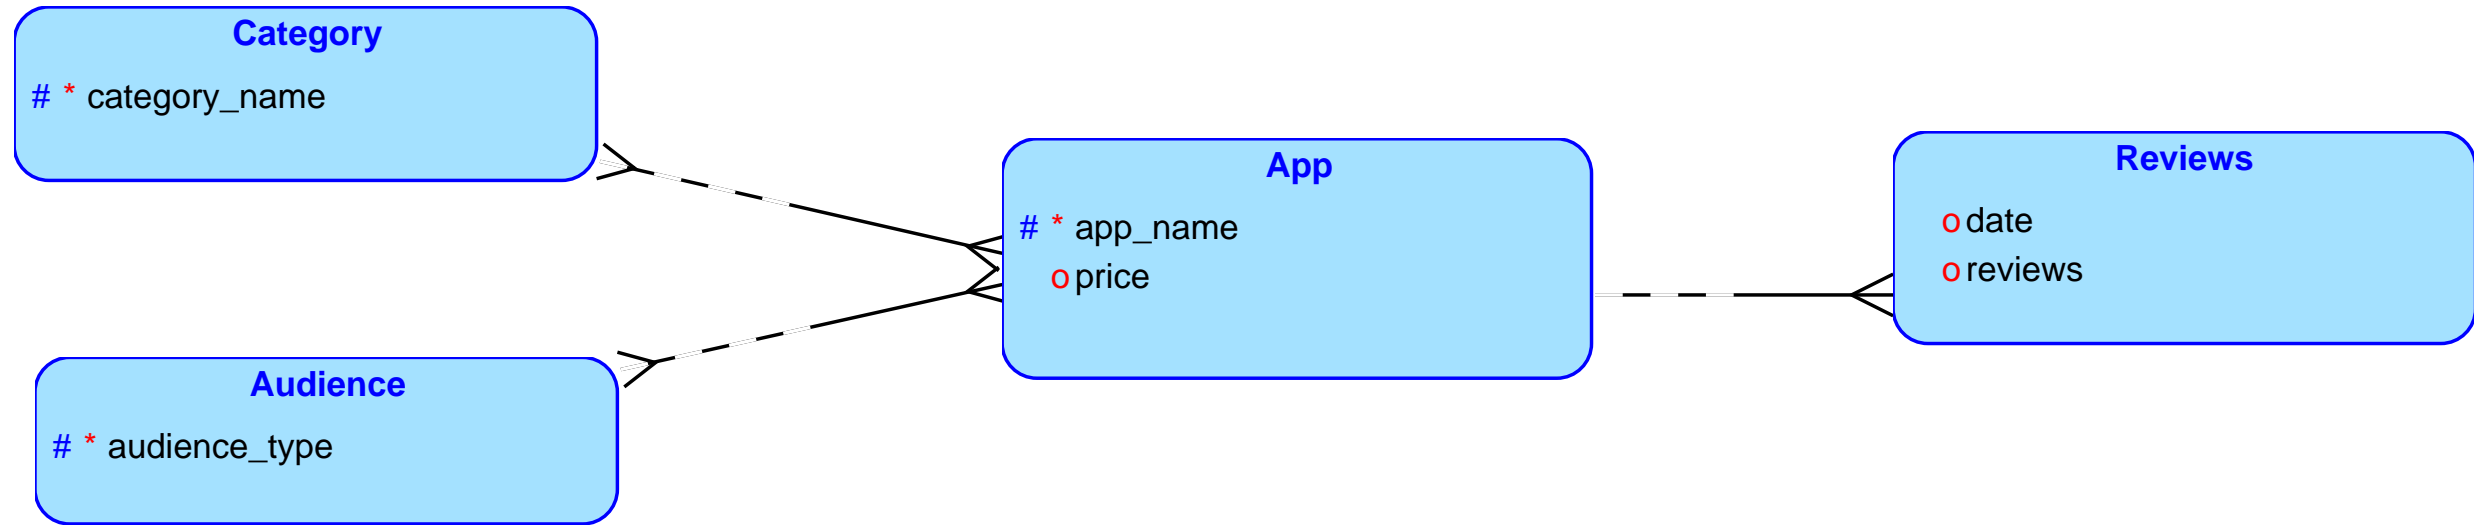 Category
# * category_name
Audience
# * audience_type
App
# * app_name
o price
Reviews
o date
o reviews